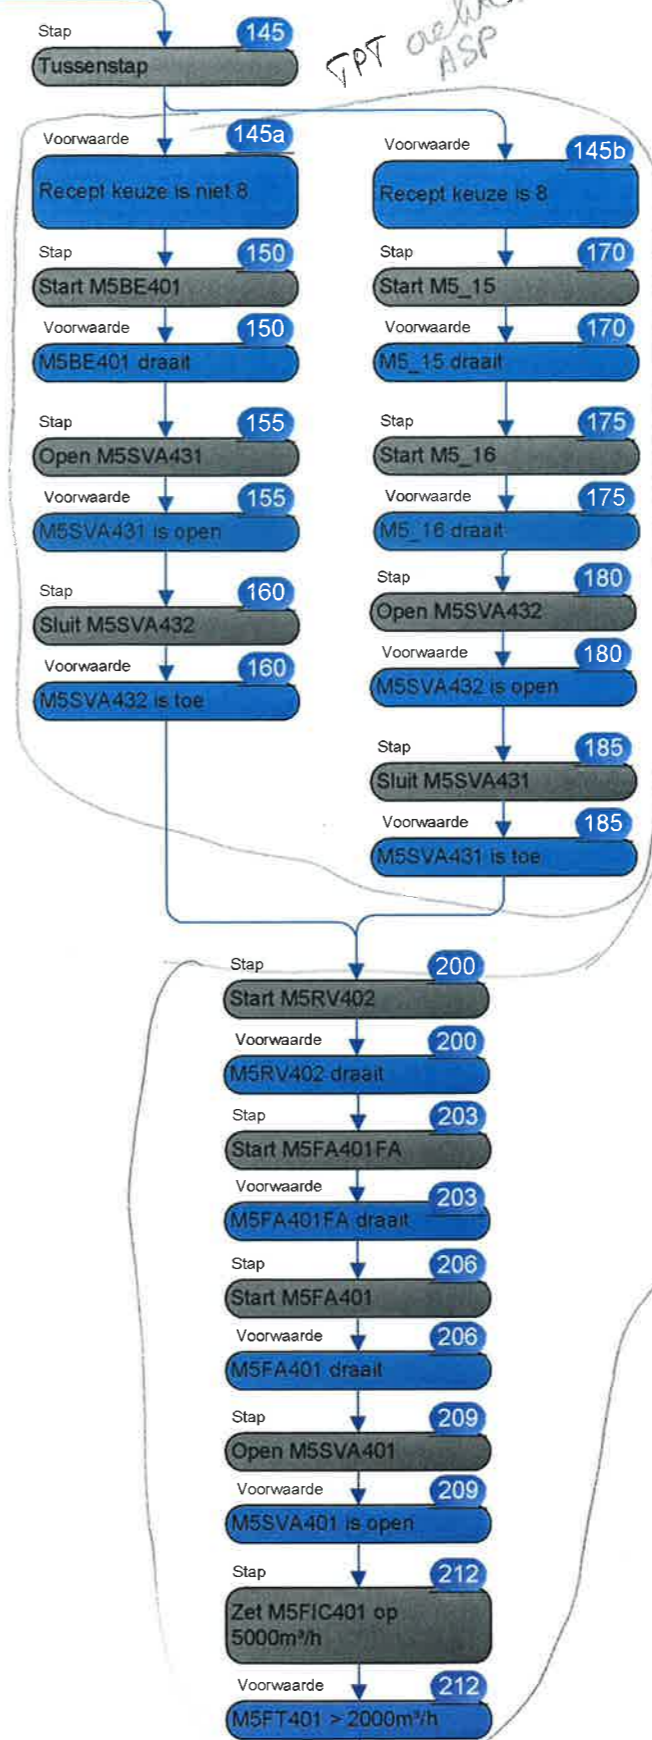 Stap 145
Tussenstap
TPT
ASP
Voorwaarde 145a
Recept keuze is niet 8
Stap 150
Start M5BE401
Voorwaarde 150
M5BE401 draait
Stap 155
Open M5SVA431
Voorwaarde 155
M5SVA431 is open
Stap 160
Sluit M5SVA432
Voorwaarde 160
M5SVA432 is toe
Voorwaarde 145b
Recept keuze is 8
Stap 170
Start M5_15
Voorwaarde 170
M5_15 draait
Stap 175
Start M5_16
Voorwaarde 175
M5_16 draait
Stap 180
Open M5SVA432
Voorwaarde 180
M5SVA432 is open
Stap 185
Sluit M5SVA431
Voorwaarde 185
M5SVA431 is toe
Stap 200
Start M5RV402
Voorwaarde 200
M5RV402 draait
Stap 203
Start M5FA401FA
Voorwaarde 203
M5FA401FA draait
Stap 206
Start M5FA401
Voorwaarde 206
M5FA401 draait
Stap 209
Open M5SVA401
Voorwaarde 209
M5SVA401 is open
Stap 212
Zet M5FIC401 op
5000m³/h
Voorwaarde 212
M5FT401 > 2000m³/h